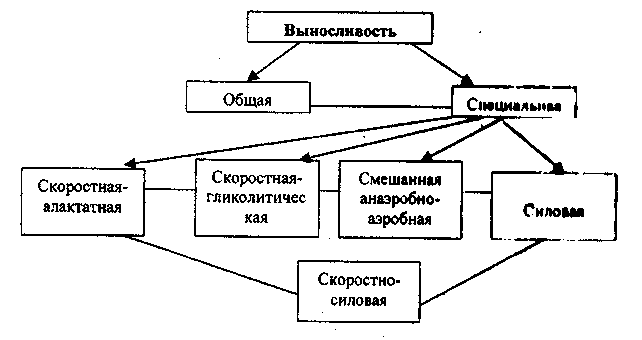 Выносливость
Общая
Специальная
Скоростная-
алактатная
Скоростная-
гликолитичес
кая
Смешанная
анаэробно-
аэробная
Силовая
Скоростно-
силовая